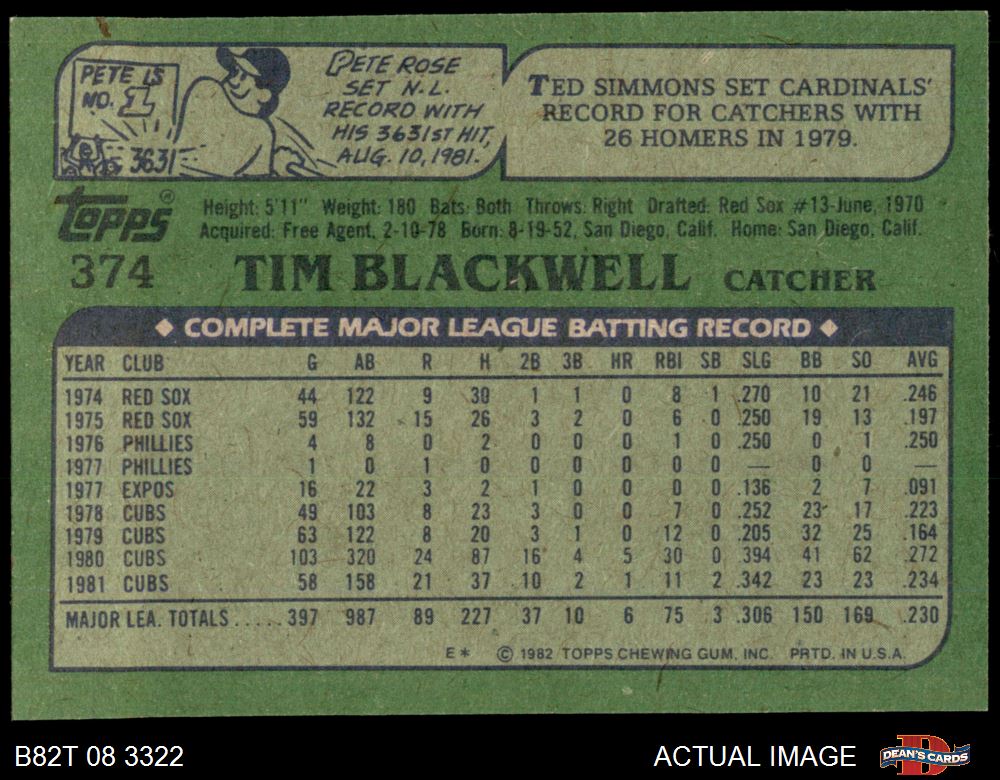 PETE IS
NO. 1
3631
PETE ROSE
SET N.L.
RECORD WITH
HIS 3631ST HIT,
AUG. 10, 1981.
TED SIMMONS SET CARDINALS'
RECORD FOR CATCHERS WITH
26 HOMERS IN 1979.
Topps®
Height: 5'11" Weight: 180 Bats: Both Throws: Right Drafted: Red Sox #13-June, 1970
Acquired: Free Agent, 2-10-78 Born: 8-19-52, San Diego, Calif. Home: San Diego, Calif.
374 TIM BLACKWELL CATCHER
◆ COMPLETE MAJOR LEAGUE BATTING RECORD ◆
YEAR CLUB G AB R H 2B 3B HR RBI SB SLG BB SO AVG
1974 RED SOX 44 122 9 30 1 1 0 8 1 .270 10 21 .246
1975 RED SOX 59 132 15 26 3 2 0 6 0 .250 19 13 .197
1976 PHILLIES 4 8 0 2 0 0 0 1 0 .250 0 1 .250
1977 PHILLIES 1 0 1 0 0 0 0 0 0 — 0 0 —
1977 EXPOS 16 22 3 2 1 0 0 0 0 .136 2 7 .091
1978 CUBS 49 103 8 23 3 0 0 7 0 .252 23 17 .223
1979 CUBS 63 122 8 20 3 1 0 12 0 .205 32 25 .164
1980 CUBS 103 320 24 87 16 4 5 30 0 .394 41 62 .272
1981 CUBS 58 158 21 37 10 2 1 11 2 .342 23 23 .234
MAJOR LEA. TOTALS.....397 987 89 227 37 10 6 75 3 .306 150 169 .230
E* © 1982 TOPPS CHEWING GUM, INC. PRTD. IN U.S.A.
B82T 08 3322
ACTUAL IMAGE
D
DEAN'S CARDS